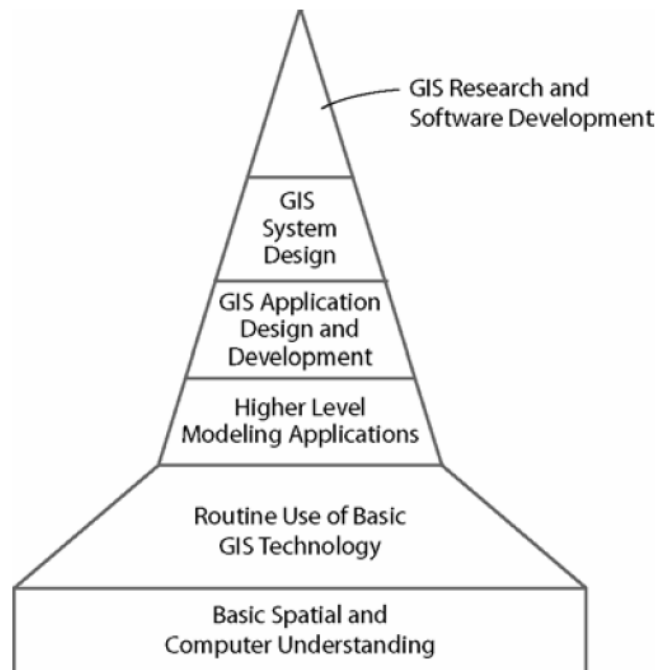 GIS Research and
Software Development
GIS
System
Design
GIS Application
Design and
Development
Higher Level
Modeling Applications
Routine Use of Basic
GIS Technology
Basic Spatial and
Computer Understanding